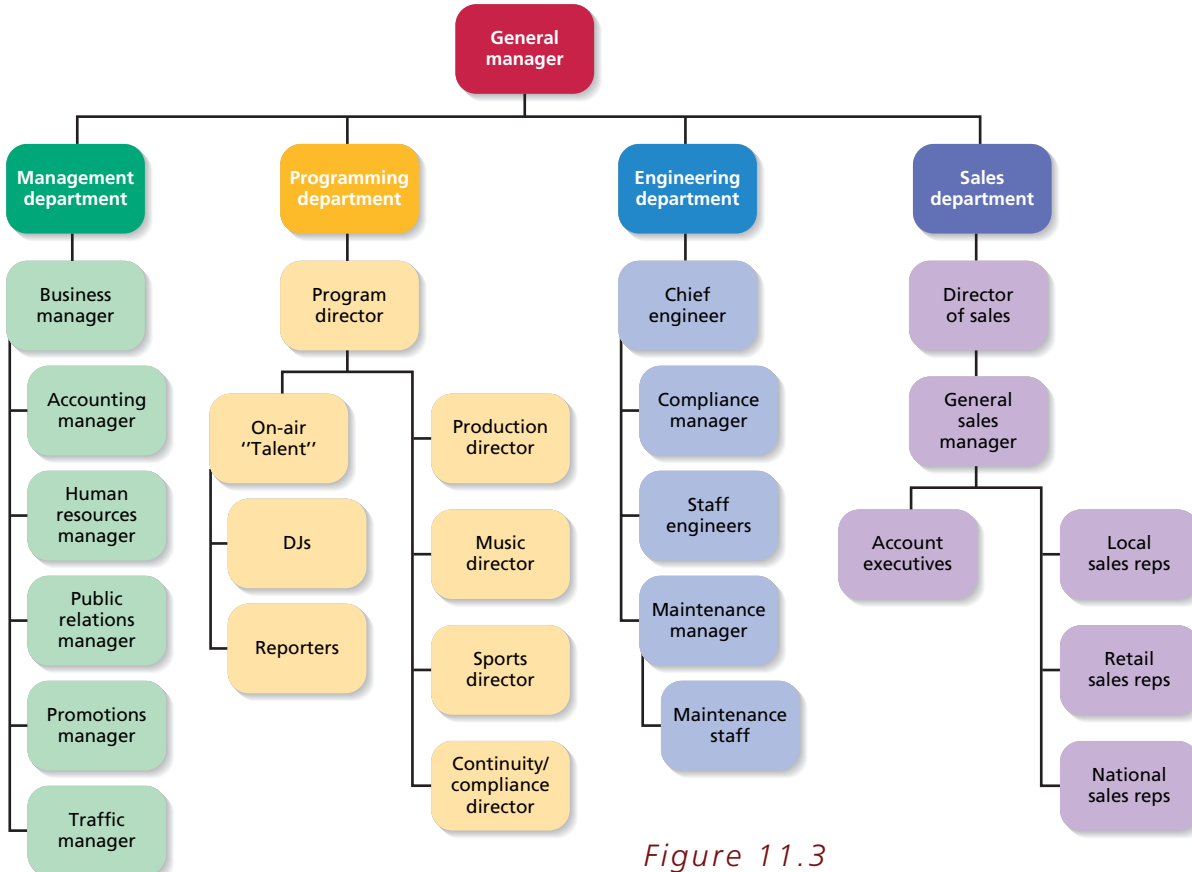 General
manager
Management
department
Programming
department
Engineering
department
Sales
department
Business
manager
Accounting
manager
Human
resources
manager
Public
relations
manager
Promotions
manager
Traffic
manager
Program
director
On-air
''Talent''
DJs
Reporters
Production
director
Music
director
Sports
director
Continuity/
compliance
director
Chief
engineer
Compliance
manager
Staff
engineers
Maintenance
manager
Maintenance
staff
Director
of sales
General
sales
manager
Account
executives
Local
sales reps
Retail
sales reps
National
sales reps
Figure 11.3